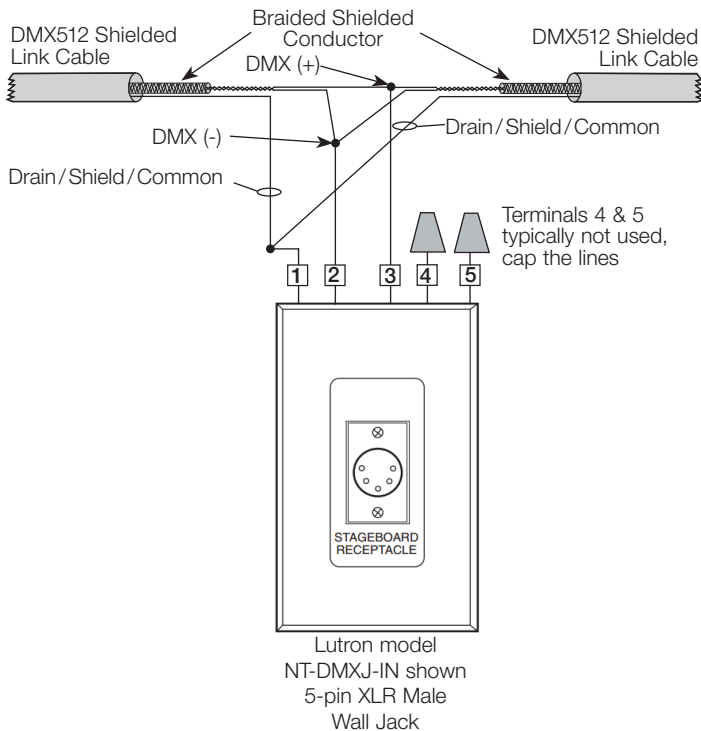 DMX512 Shielded
Link Cable
Braided Shielded
Conductor
DMX (+)
DMX512 Shielded
Link Cable
DMX (-)
Drain/Shield/Common
Drain/Shield/Common
Terminals 4 & 5
typically not used,
cap the lines
1
2
3
4
5
STAGEBOARD
RECEPTACLE
Lutron model
NT-DMXJ-IN shown
5-pin XLR Male
Wall Jack